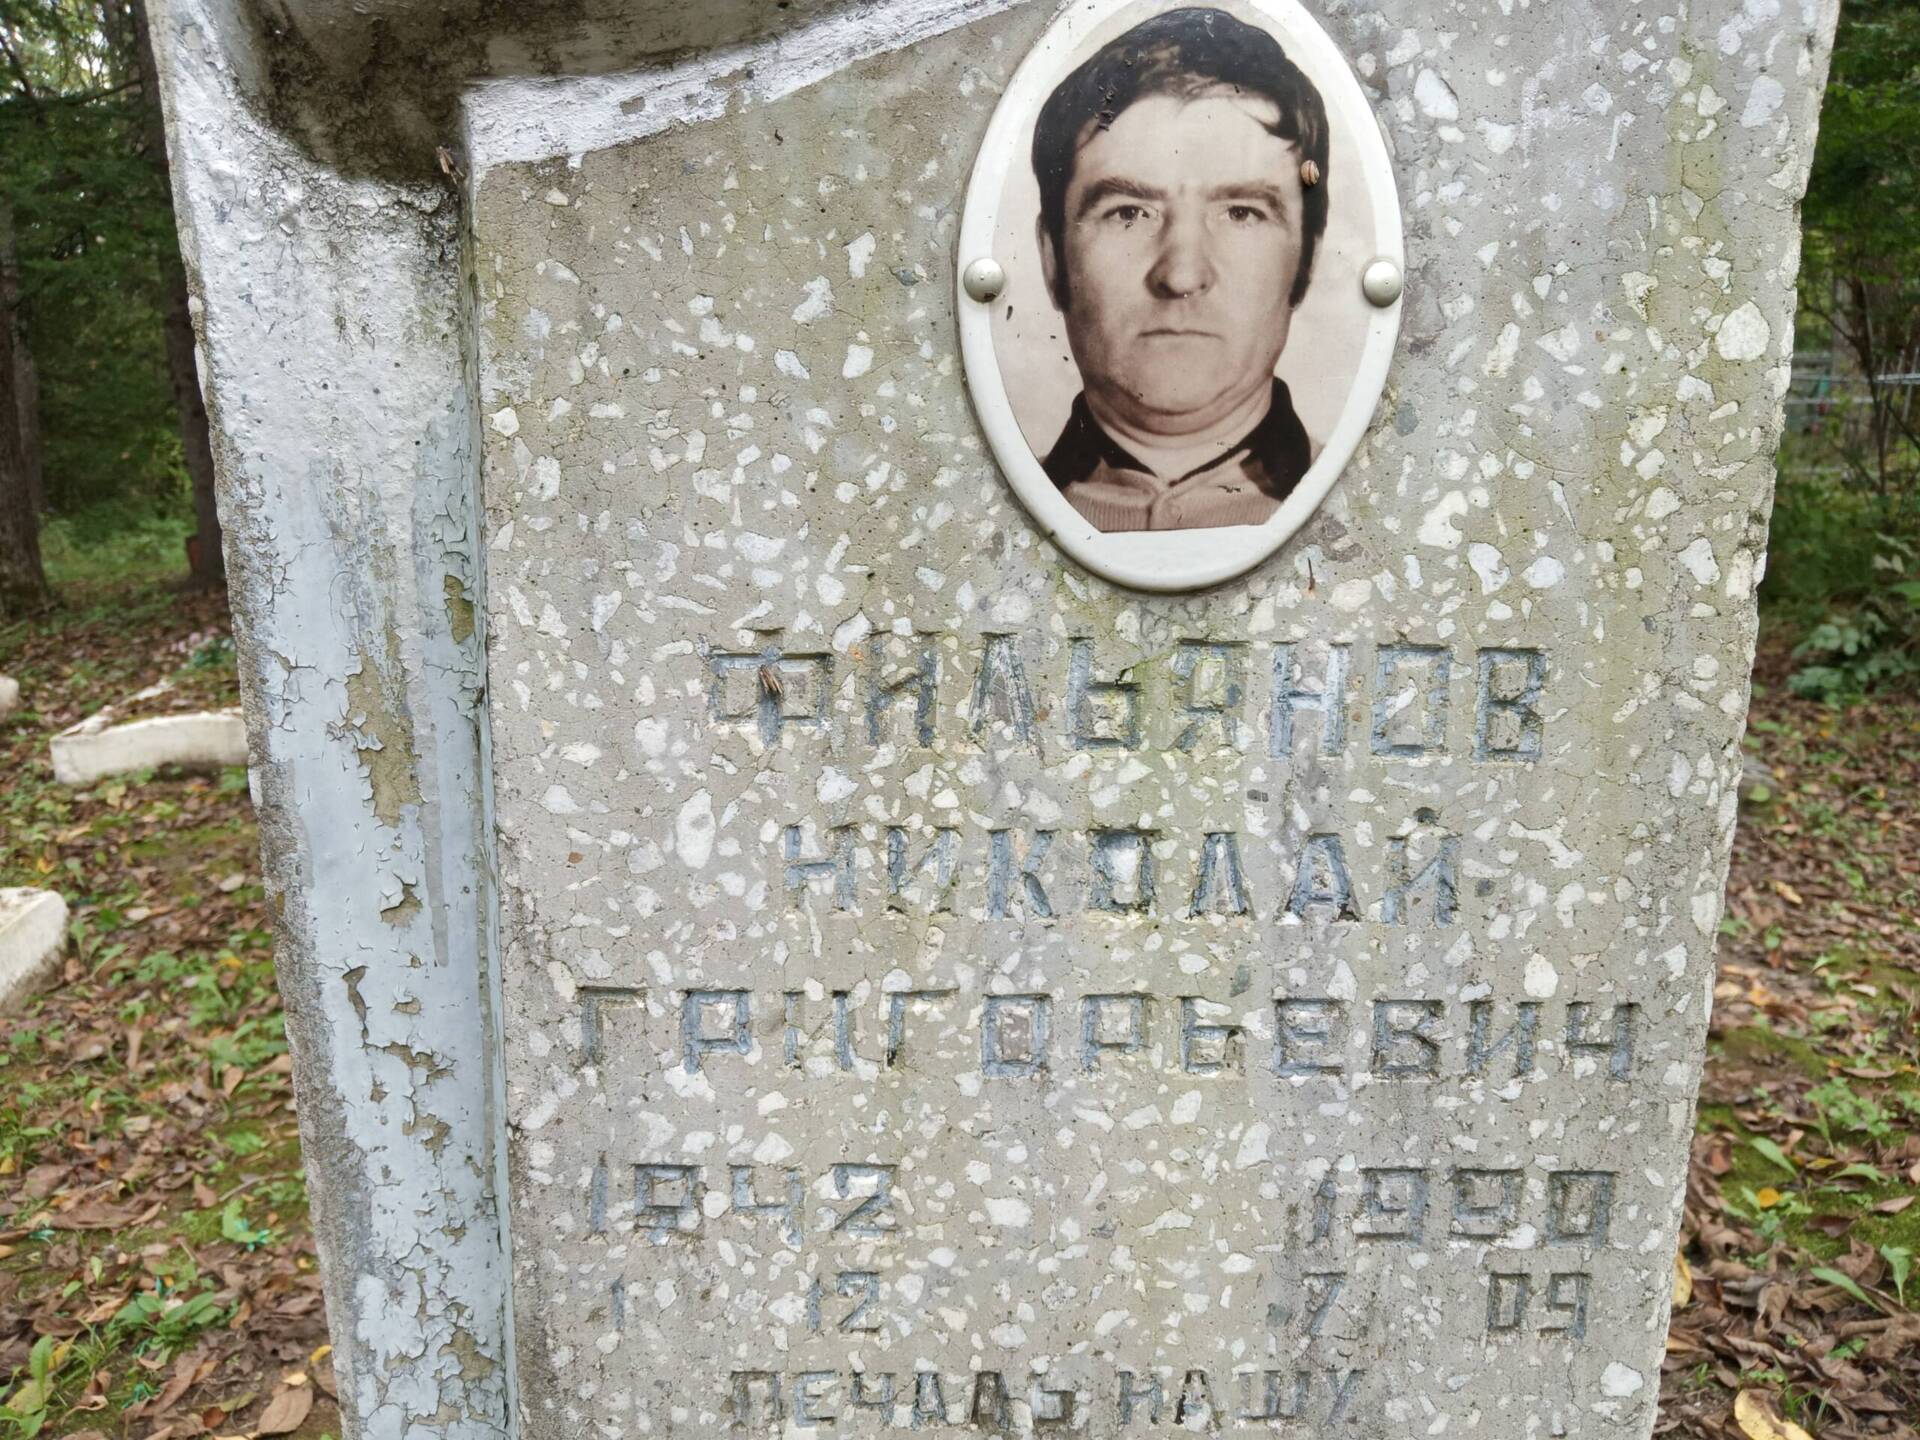 ФИЛЬЯНОВ
НИКОЛАЙ
ГРИГОРЬЕВИЧ
1942 1990
1 12 7 09
ПЕЧАЛЬ НАШУ